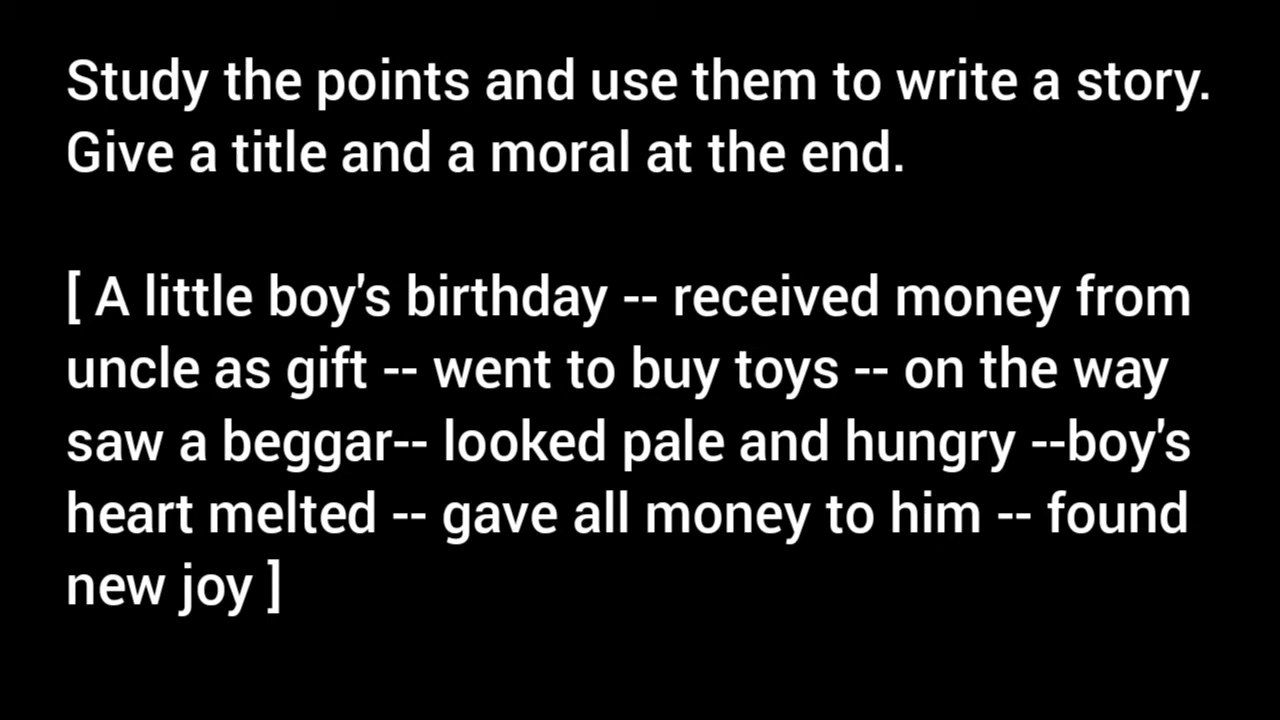 Study the points and use them to write a story.
Give a title and a moral at the end.
[ A little boy's birthday -- received money from
uncle as gift -- went to buy toys -- on the way
saw a beggar-- looked pale and hungry --boy's
heart melted -- gave all money to him -- found
new joy ]